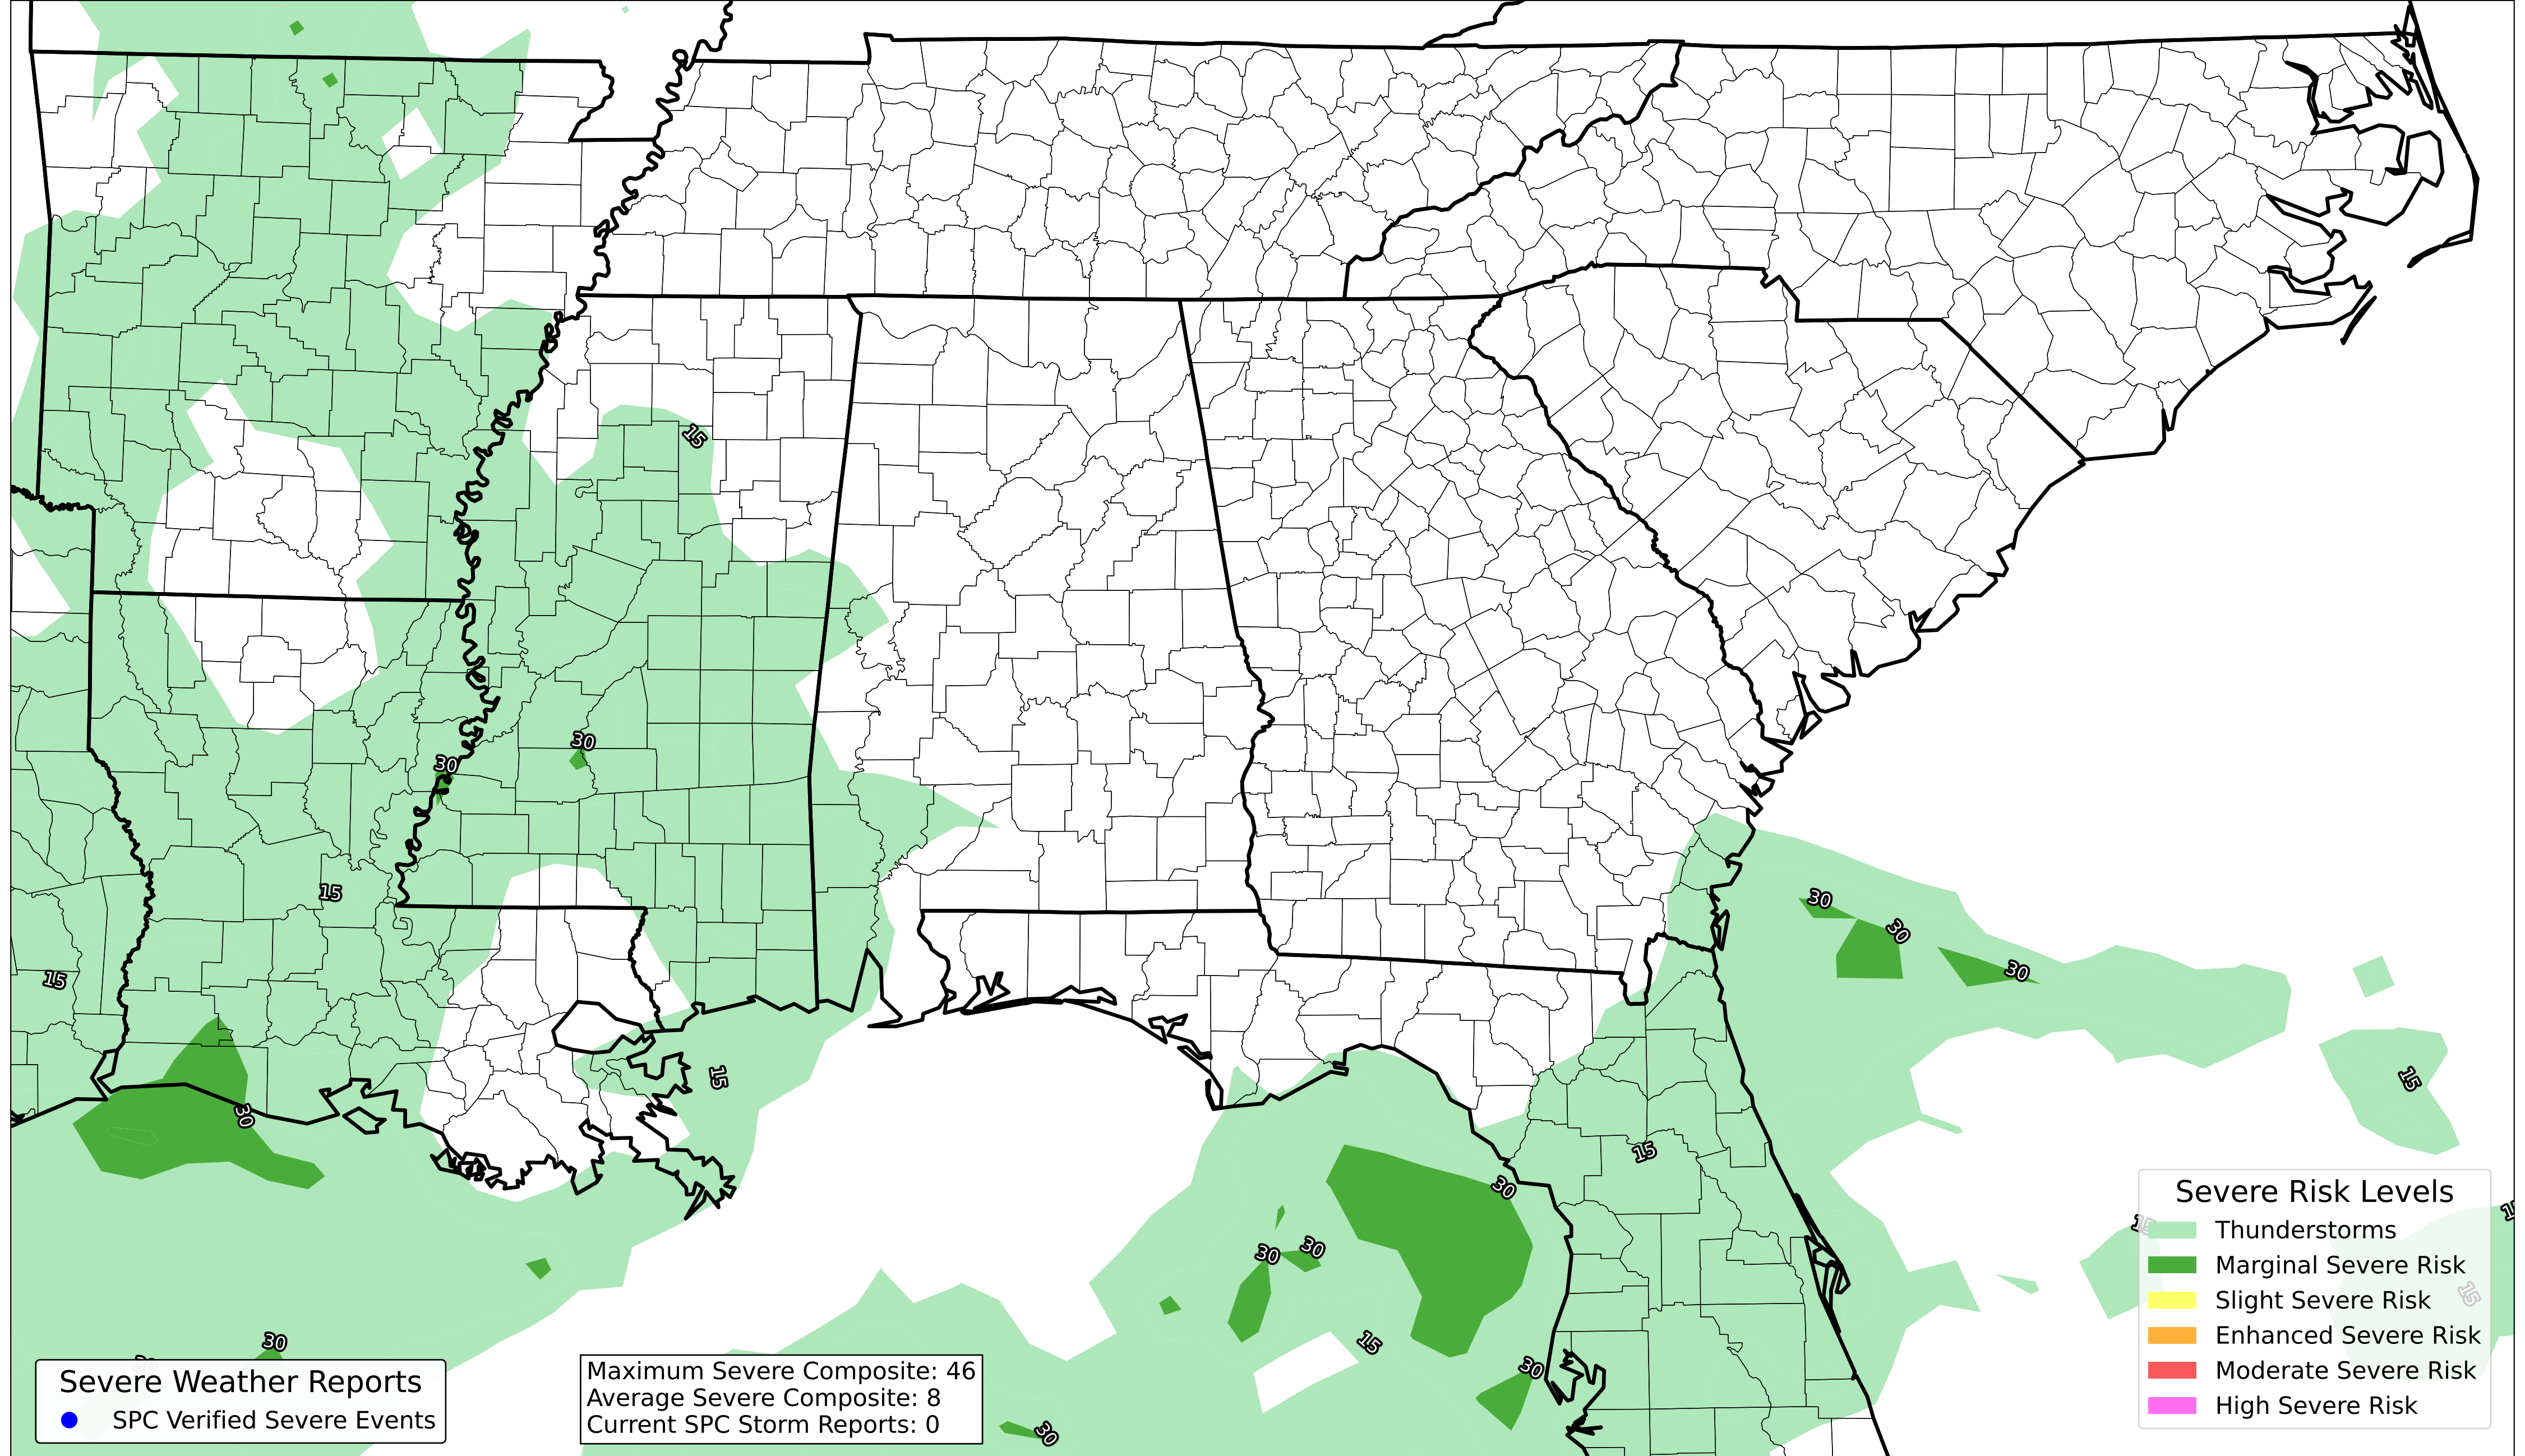 15
30
30
15
30
30
15
30
15
30
15
15
15
30
15
15
30
30
15
15
30
30
30
30
Severe Risk Levels
Thunderstorms
Marginal Severe Risk
Slight Severe Risk
Enhanced Severe Risk
Moderate Severe Risk
High Severe Risk
Severe Weather Reports
SPC Verified Severe Events
Maximum Severe Composite: 46
Average Severe Composite: 8
Current SPC Storm Reports: 0